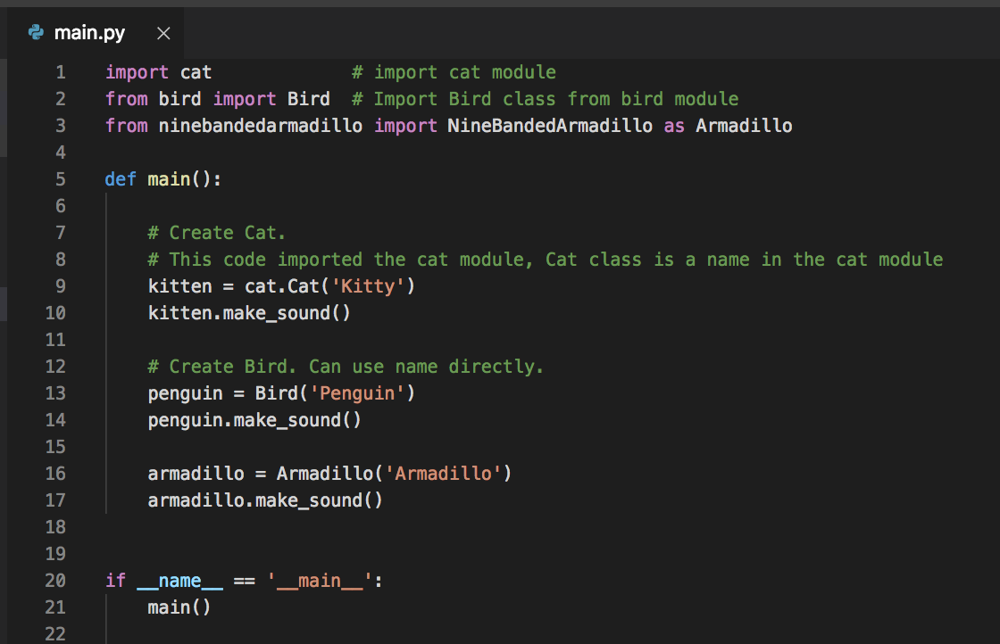 main.py
1 import cat             # import cat module
2 from bird import Bird  # Import Bird class from bird module
3 from ninebandedarmadillo import NineBandedArmadillo as Armadillo
4
5 def main():
6
7     # Create Cat.
8     # This code imported the cat module, Cat class is a name in the cat module
9     kitten = cat.Cat('Kitty')
10     kitten.make_sound()
11
12     # Create Bird. Can use name directly.
13     penguin = Bird('Penguin')
14     penguin.make_sound()
15
16     armadillo = Armadillo('Armadillo')
17     armadillo.make_sound()
18
19
20 if __name__ == '__main__':
21     main()
22